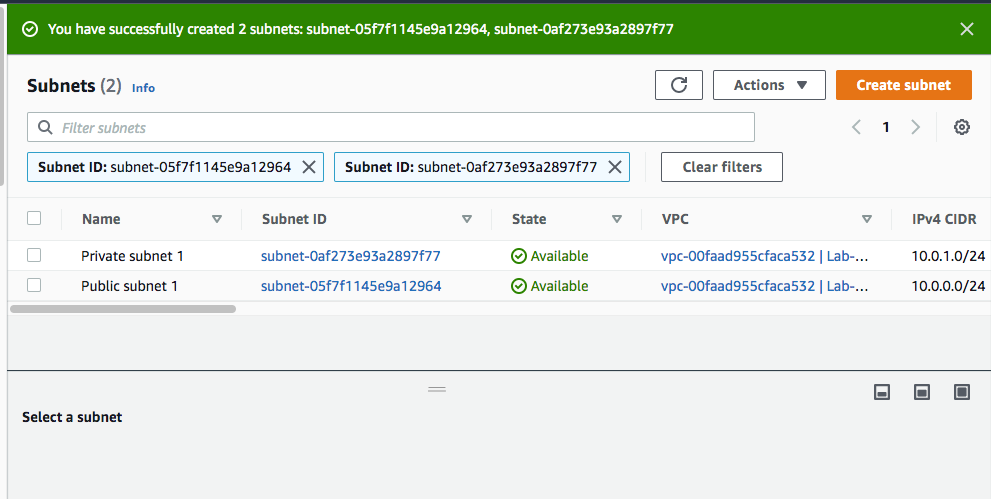 You have successfully created 2 subnets: subnet-05f7f1145e9a12964, subnet-0af273e93a2897f77
Subnets (2) Info
Actions
Create subnet
Filter subnets
1
Subnet ID: subnet-05f7f1145e9a12964
Subnet ID: subnet-0af273e93a2897f77
Clear filters
Name Subnet ID State VPC IPv4 CIDR
Private subnet 1 subnet-0af273e93a2897f77 Available vpc-00faad955cfaca532 | Lab-... 10.0.1.0/24
Public subnet 1 subnet-05f7f1145e9a12964 Available vpc-00faad955cfaca532 | Lab-... 10.0.0.0/24
Select a subnet